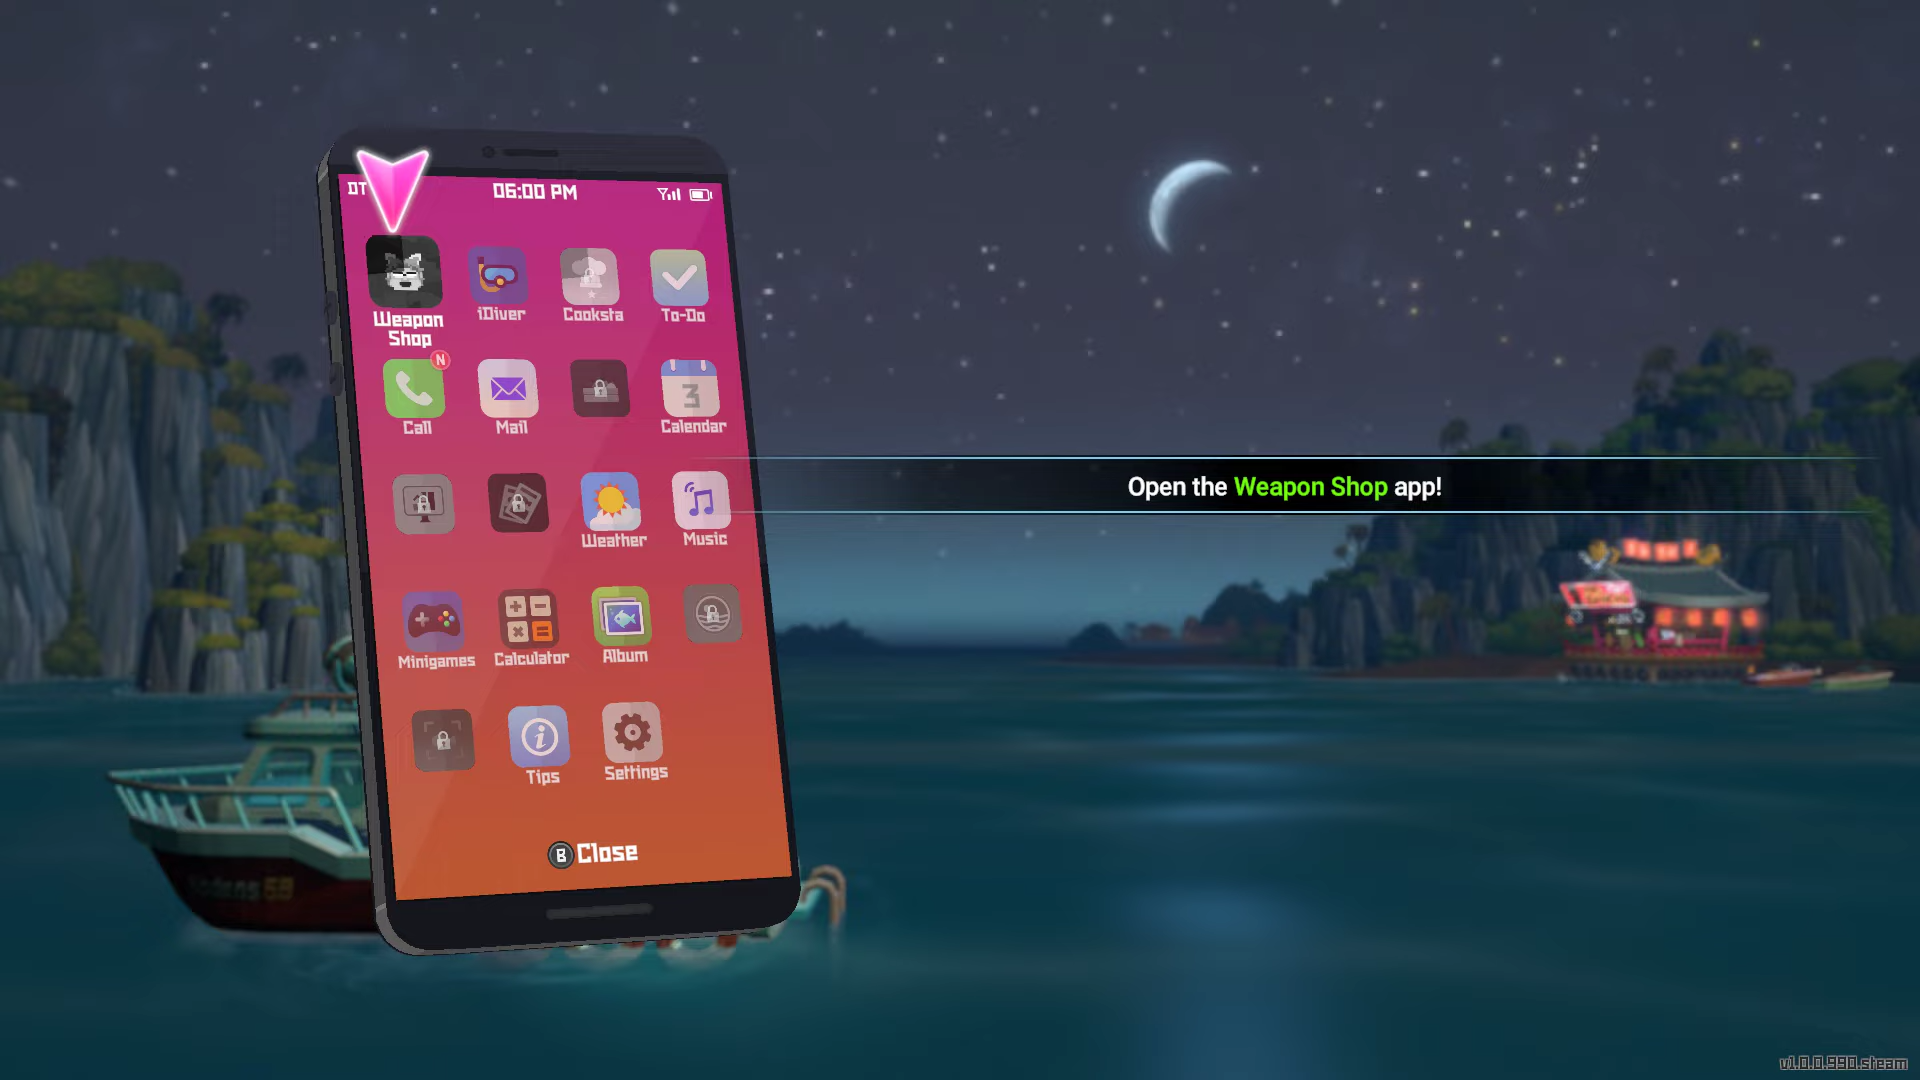 DT
06:00 PM
Weapon
Shop
iDiver
Cooksta
To-Do
N
Call
Mail
3
Calendar
Weather
Music
Minigames
Calculator
Album
Tips
Settings
B Close
Open the Weapon Shop app!
v1.0.0.990.steam